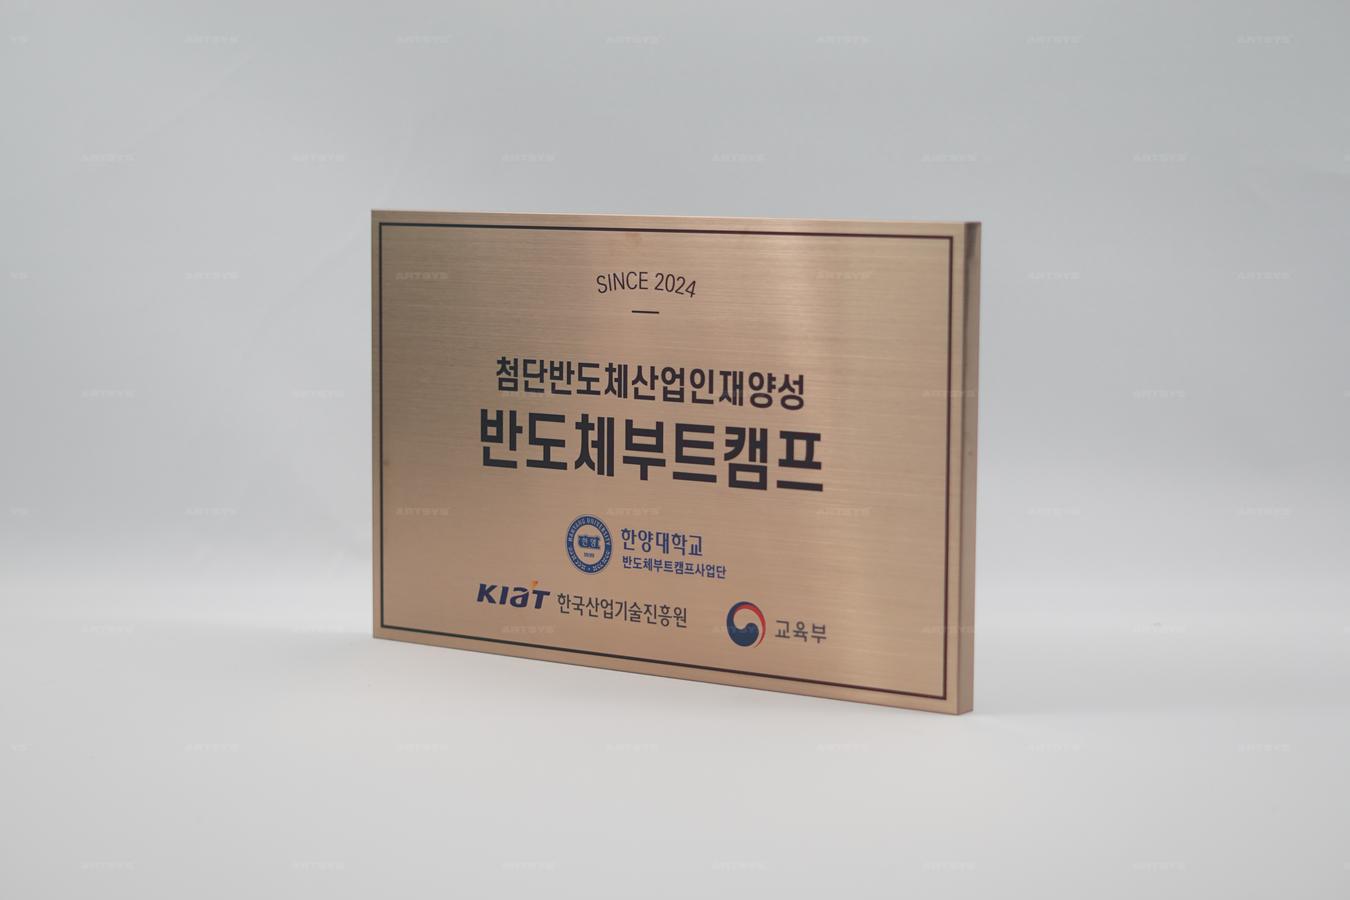 SINCE 2024
첨단반도체산업인재양성
반도체부트캠프
한양대학교
반도체부트캠프사업단
KIAT 한국산업기술진흥원
교육부
ARTSYS